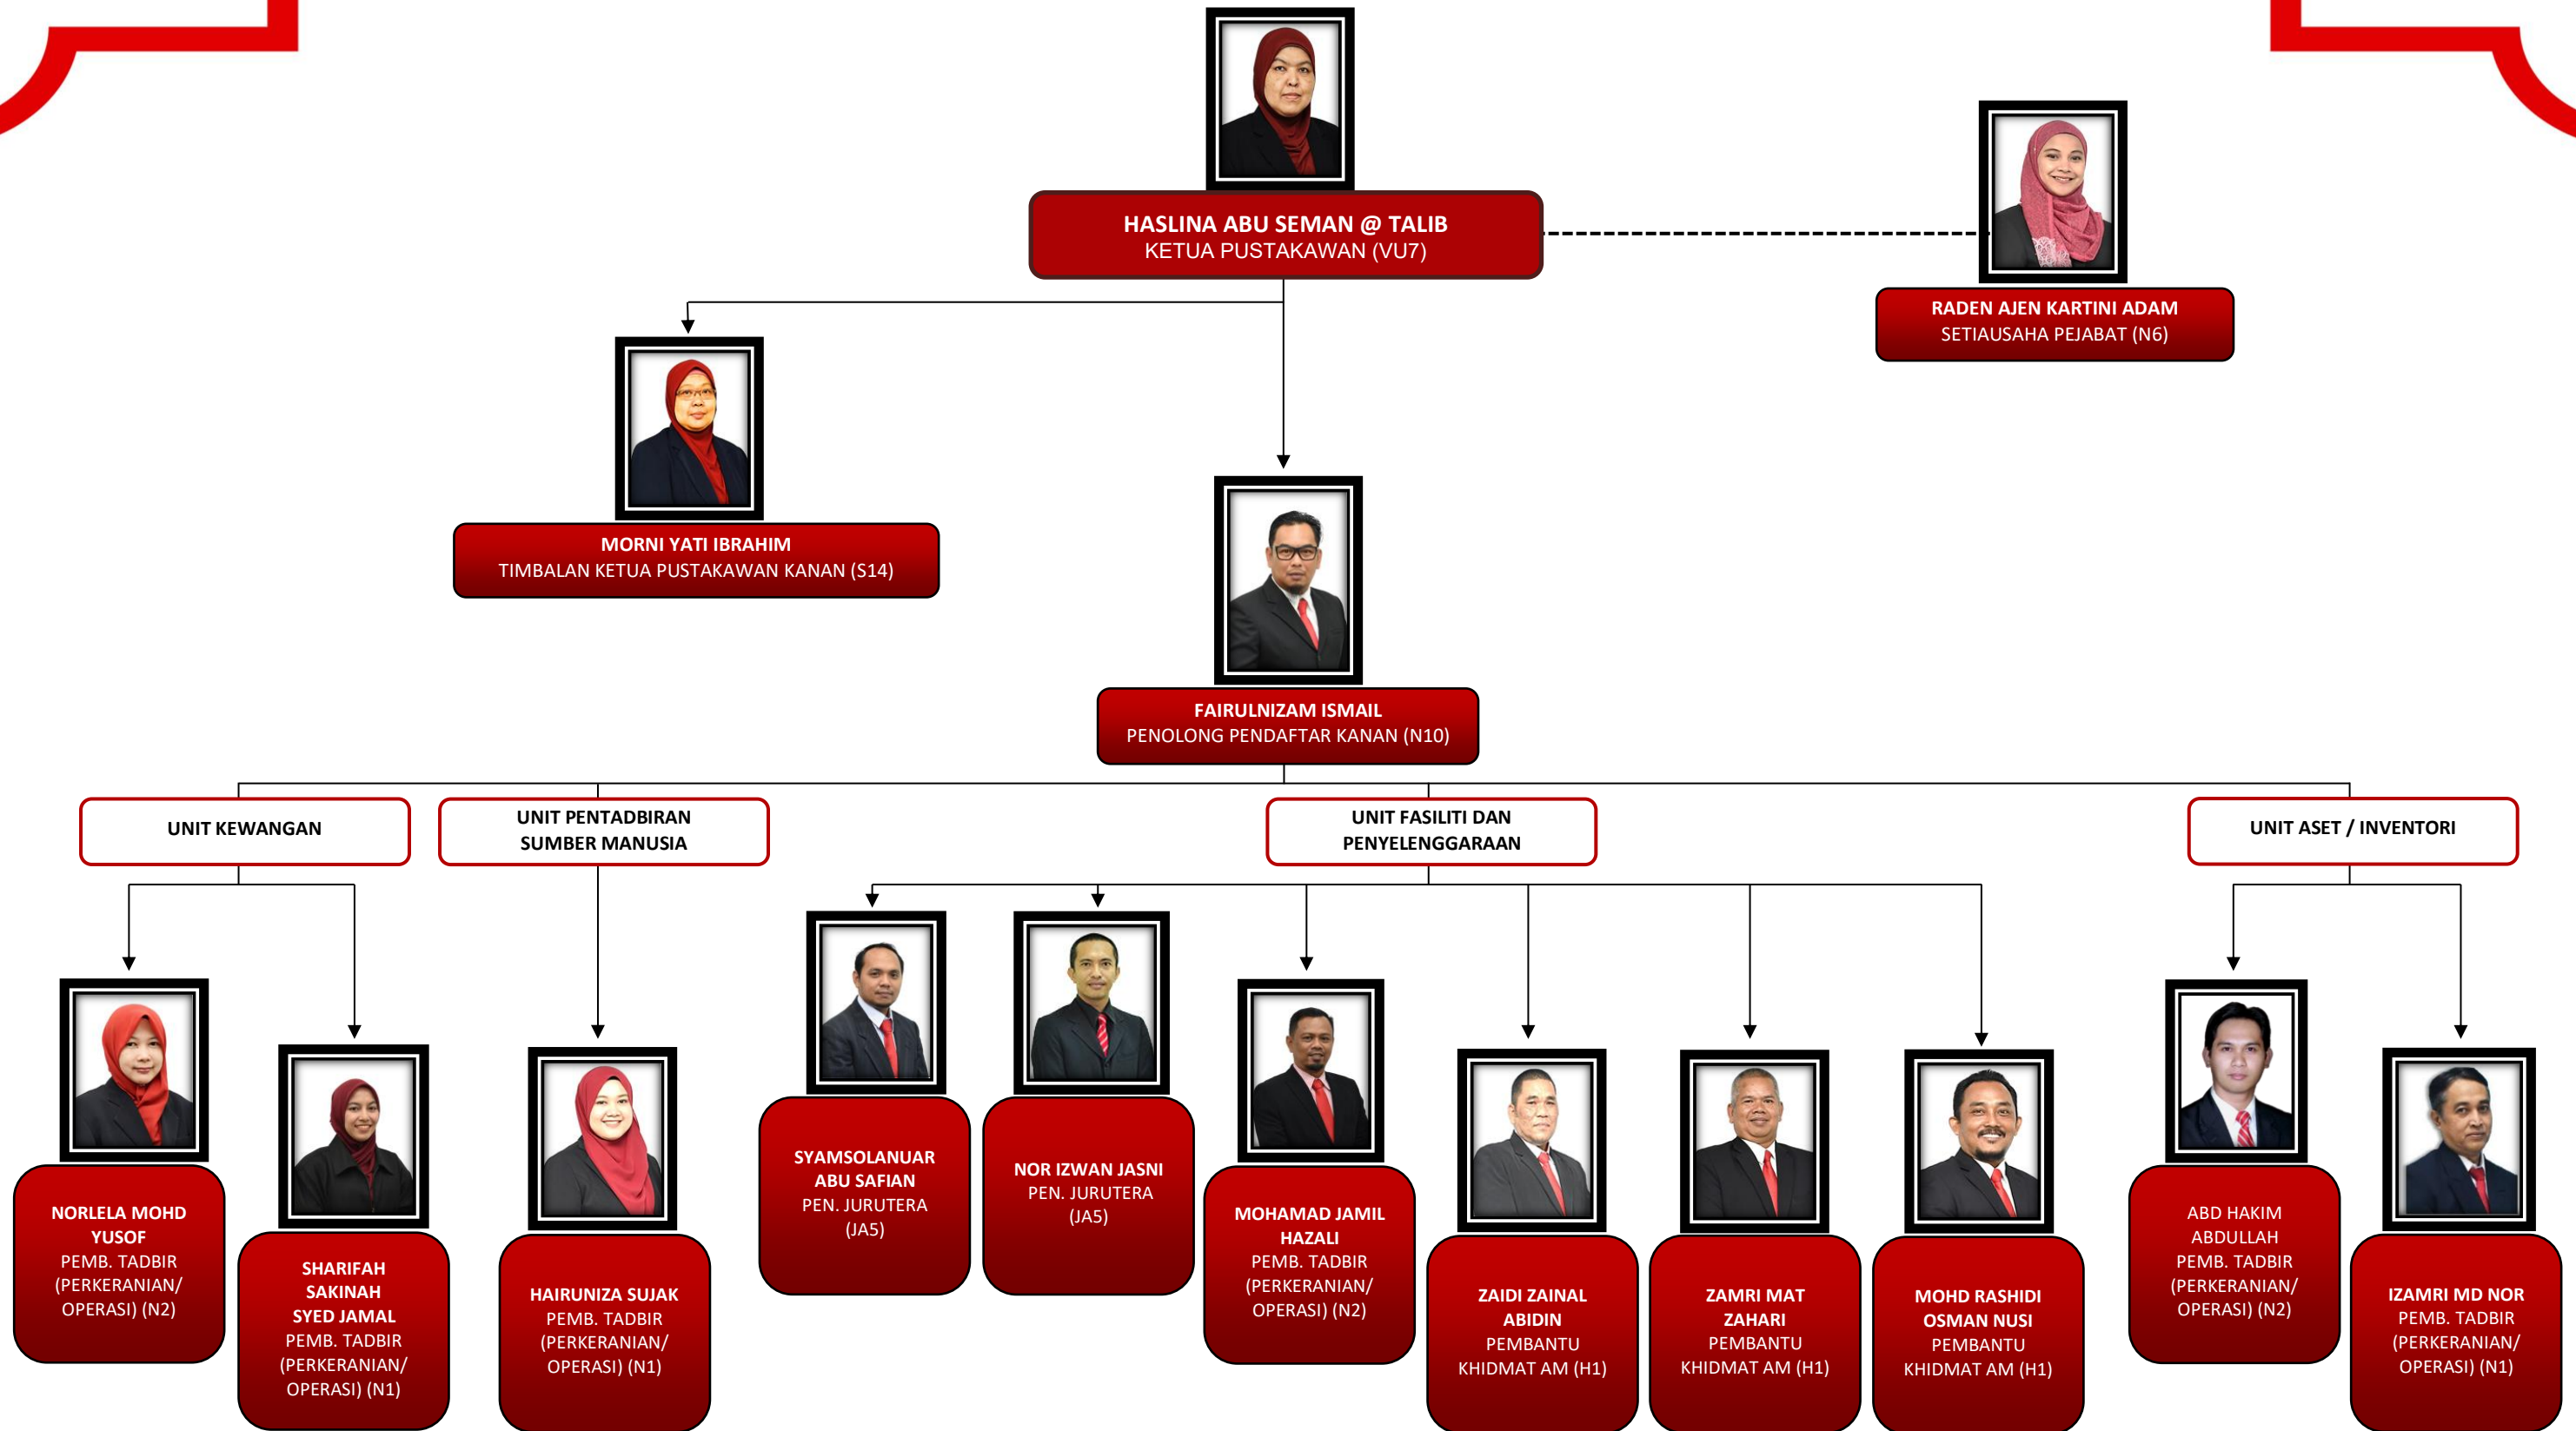 HASLINA ABU SEMAN @ TALIB
KETUA PUSTAKAWAN (VU7)
RADEN AJEN KARTINI ADAM
SETIAUSAHA PEJABAT (N6)
MORNI YATI IBRAHIM
TIMBALAN KETUA PUSTAKAWAN KANAN (S14)
FAIRULNIZAM ISMAIL
PENOLONG PENDAFTAR KANAN (N10)
UNIT KEWANGAN
UNIT PENTADBIRAN
SUMBER MANUSIA
UNIT FASILITI DAN
PENYELENGGARAAN
UNIT ASET / INVENTORI
NORLELA MOHD
YUSOF
PEMB. TADBIR
(PERKERANIAN/
OPERASI) (N2)
SHARIFAH
SAKINAH
SYED JAMAL
PEMB. TADBIR
(PERKERANIAN/
OPERASI) (N1)
HAIRUNIZA SUJAK
PEMB. TADBIR
(PERKERANIAN/
OPERASI) (N1)
SYAMSOLANUAR
ABU SAFIAN
PEN. JURUTERA
(JA5)
NOR IZWAN JASNI
PEN. JURUTERA
(JA5)
MOHAMAD JAMIL
HAZALI
PEMB. TADBIR
(PERKERANIAN/
OPERASI) (N2)
ZAIDI ZAINAL
ABIDIN
PEMBANTU
KHIDMAT AM (H1)
ZAMRI MAT
ZAHARI
PEMBANTU
KHIDMAT AM (H1)
MOHD RASHIDI
OSMAN NUSI
PEMBANTU
KHIDMAT AM (H1)
ABD HAKIM
ABDULLAH
PEMB. TADBIR
(PERKERANIAN/
OPERASI) (N2)
IZAMRI MD NOR
PEMB. TADBIR
(PERKERANIAN/
OPERASI) (N1)